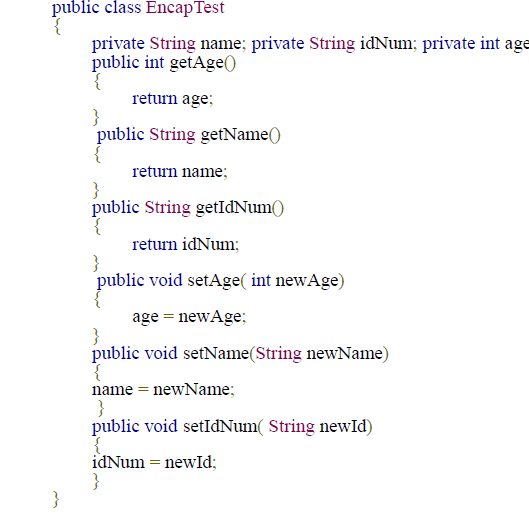 public class EncapTest
{
private String name; private String idNum; private int age
public int getAge()
{
return age;
}
public String getName()
{
return name;
}
public String getIdNum()
{
return idNum;
}
public void setAge( int newAge)
{
age = newAge;
}
public void setName(String newName)
{
name = newName;
}
public void setIdNum( String newId)
{
idNum = newId;
}
}